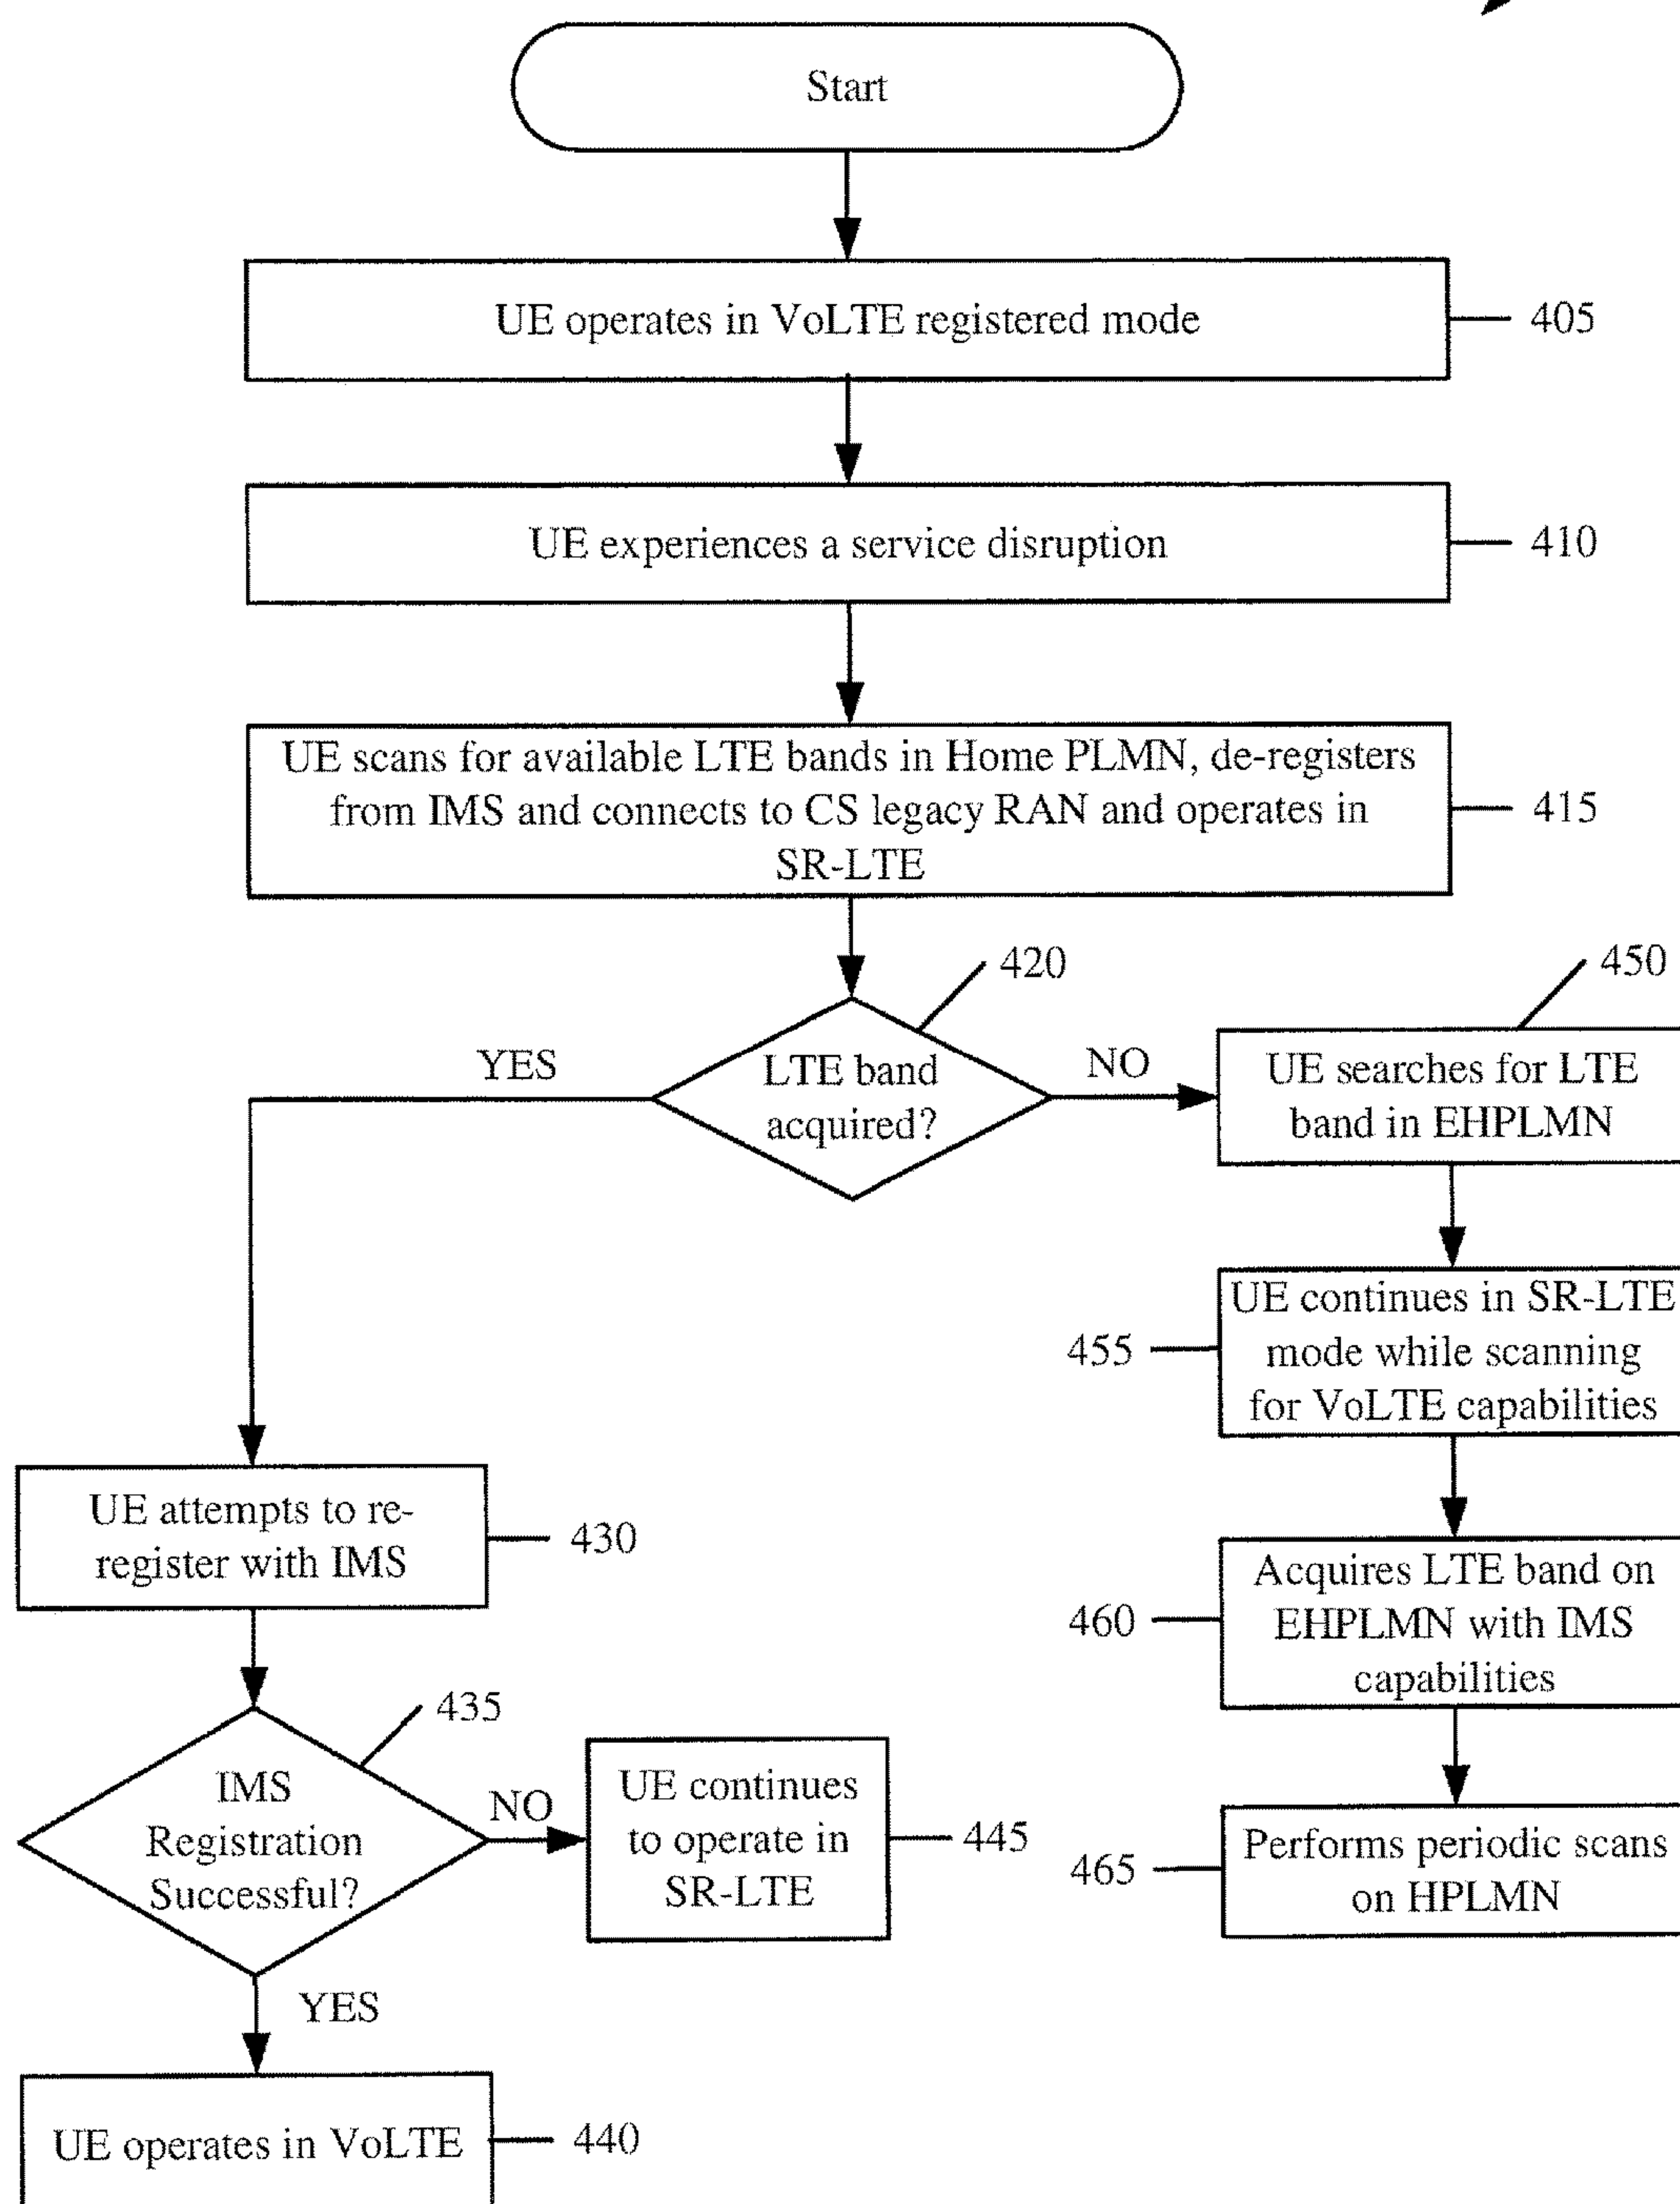 Start
UE operates in VoLTE registered mode
405
UE experiences a service disruption
410
UE scans for available LTE bands in Home PLMN, de-registers
from IMS and connects to CS legacy RAN and operates in
SR-LTE
415
420
LTE band
acquired?
YES
NO
450
UE searches for LTE
band in EHPLMN
UE continues in SR-LTE
mode while scanning
for VoLTE capabilities
455
UE attempts to re-
register with IMS
430
Acquires LTE band on
EHPLMN with IMS
capabilities
460
435
IMS
Registration
Successful?
NO
UE continues
to operate in
SR-LTE
445
Performs periodic scans
on HPLMN
465
YES
UE operates in VoLTE
440